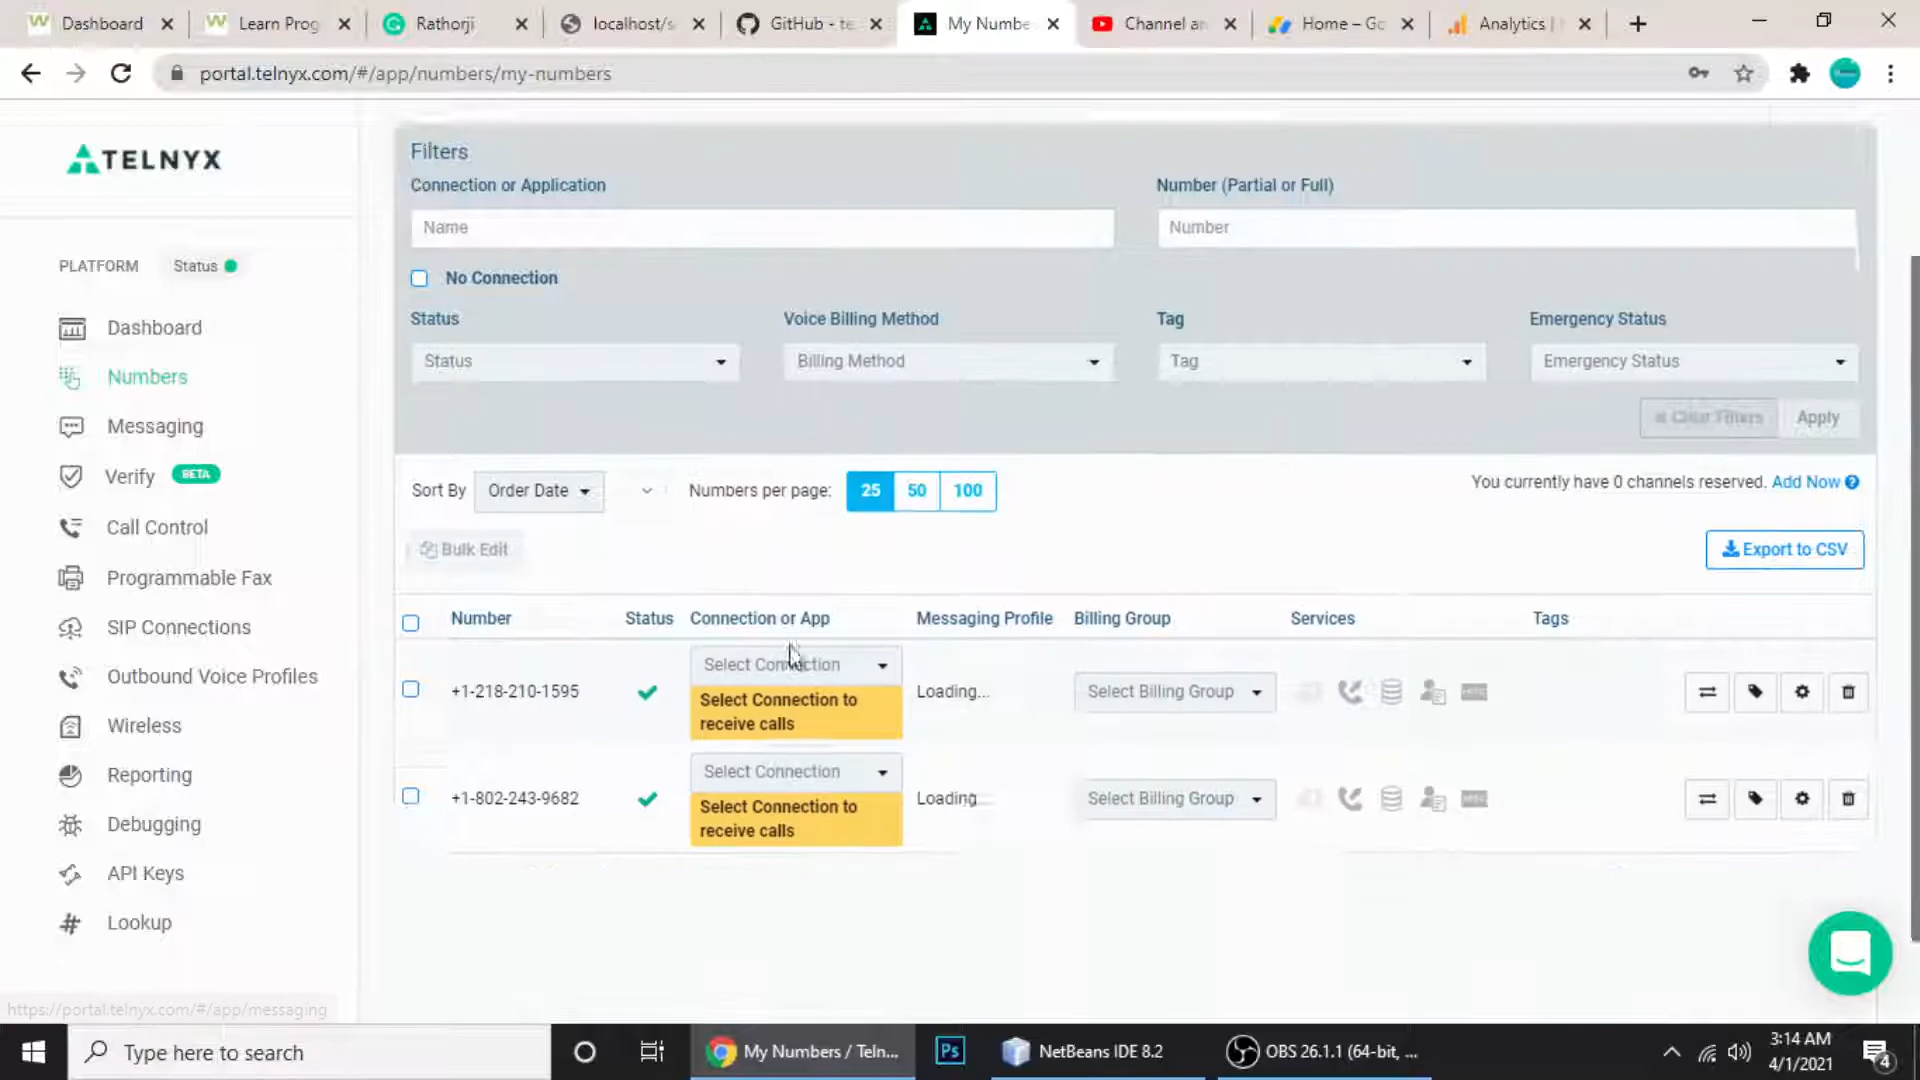 Dashboard
Learn Prog
Rathorji
localhost/s
GitHub - te
My Numbe
Channel an
Home – Go
Analytics |
portal.telnyx.com/#/app/numbers/my-numbers
TELNYX
PLATFORM Status
Dashboard
Numbers
Messaging
Verify BETA
Call Control
Programmable Fax
SIP Connections
Outbound Voice Profiles
Wireless
Reporting
Debugging
API Keys
Lookup
Filters
Connection or Application Number (Partial or Full)
Name Number
No Connection
Status Voice Billing Method Tag Emergency Status
Status Billing Method Tag Emergency Status
Clear Filters Apply
Sort By Order Date Numbers per page: 25 50 100 You currently have 0 channels reserved. Add Now
Bulk Edit Export to CSV
Number Status Connection or App Messaging Profile Billing Group Services Tags
+1-218-210-1595 Select Connection Loading... Select Billing Group
Select Connection to
receive calls
+1-802-243-9682 Select Connection Loading Select Billing Group
Select Connection to
receive calls
https://portal.telnyx.com/#/app/messaging
Type here to search
Ps
My Numbers / Teln...
NetBeans IDE 8.2
OBS 26.1.1 (64-bit, ...
3:14 AM
4/1/2021
4